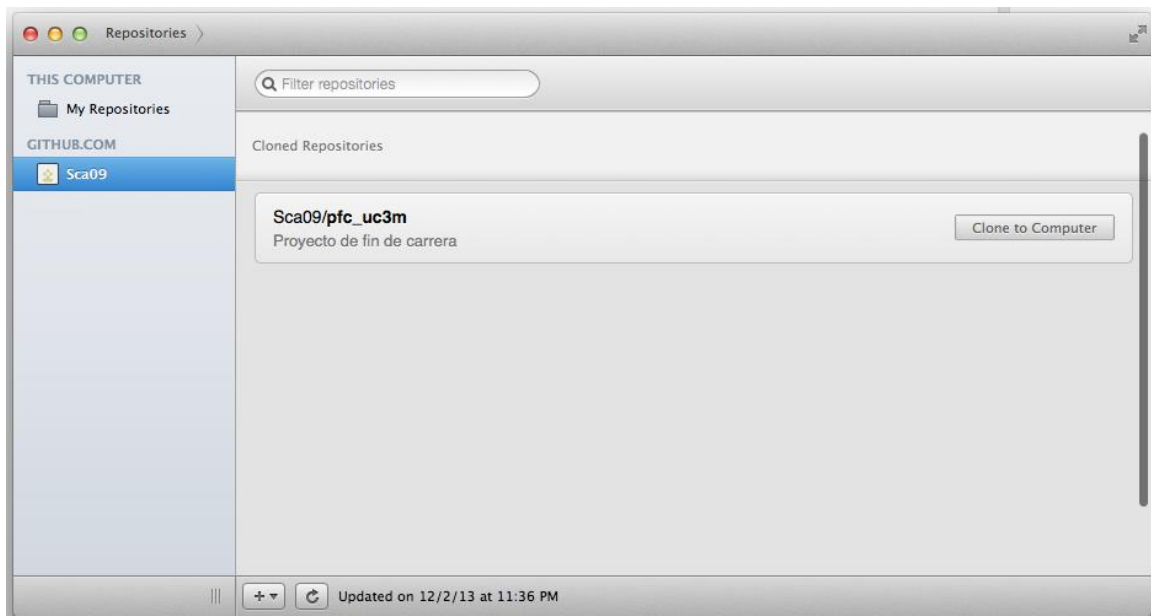 Repositories
THIS COMPUTER
My Repositories
GITHUB.COM
Sca09
Filter repositories
Cloned Repositories
Sca09/pfc_uc3m
Proyecto de fin de carrera
Clone to Computer
Updated on 12/2/13 at 11:36 PM